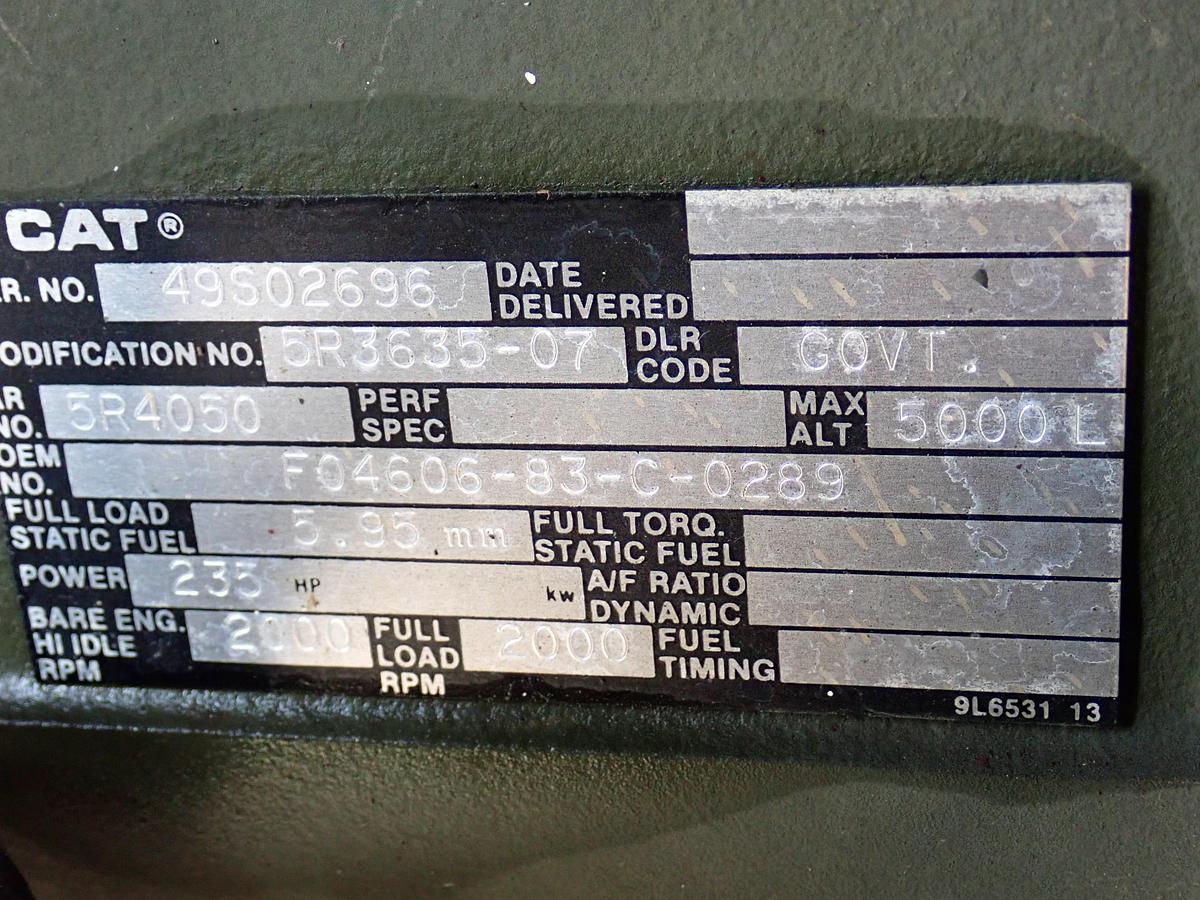 CAT®
R. NO. 49S02696 DATE DELIVERED
ODIFICATION NO. 5R3635-07 DLR CODE GOVT.
AR NO. 5R4050 PERF SPEC MAX ALT 5000 L
OEM NO. F04606-83-C-0289
FULL LOAD STATIC FUEL 5.95 mm FULL TORQ. STATIC FUEL
POWER 235 HP kw A/F RATIO DYNAMIC
BARE ENG. HI IDLE RPM FULL LOAD RPM 2000 FUEL TIMING
9L6531 13